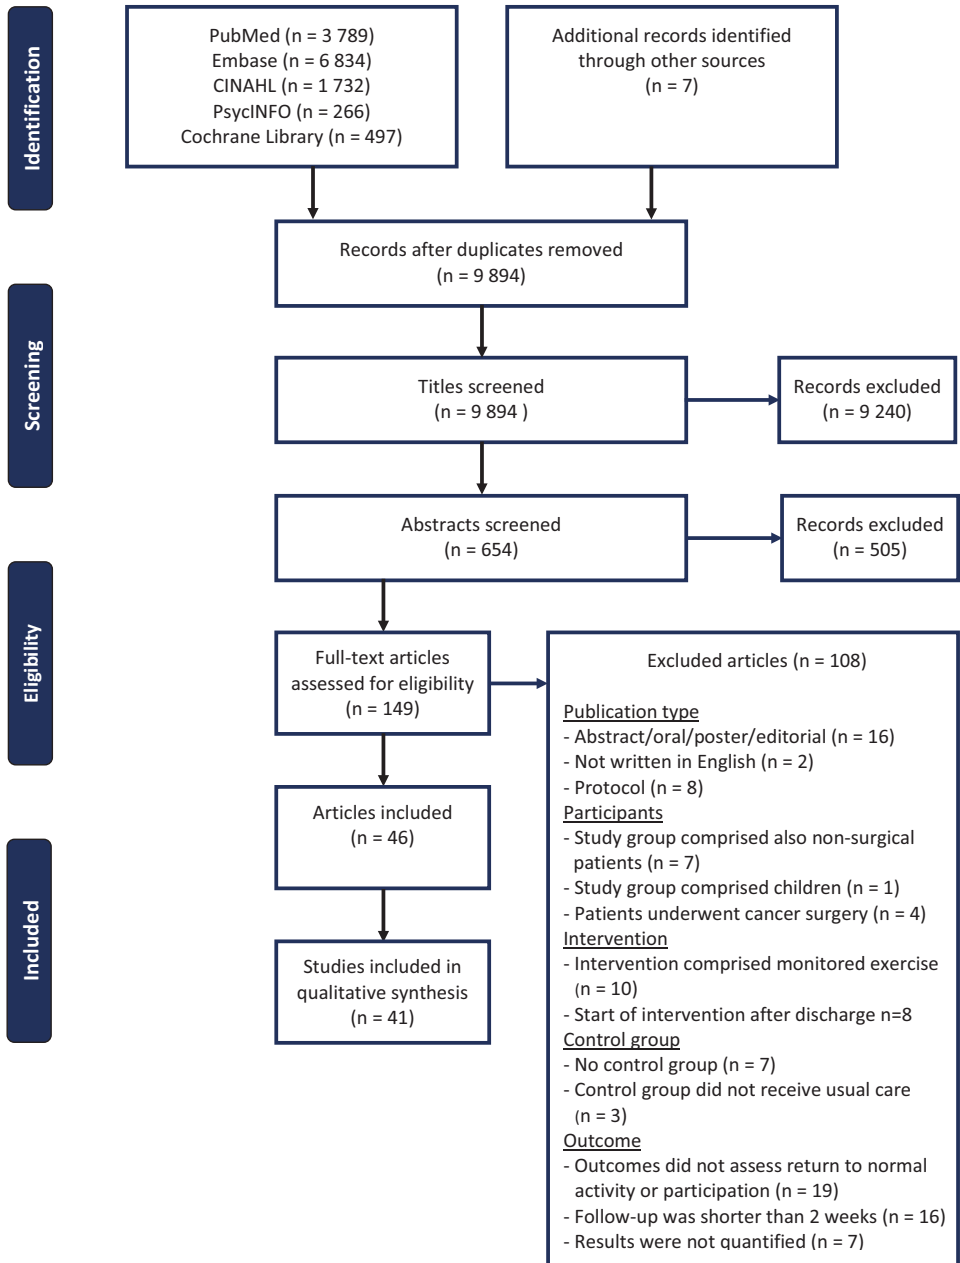 Identification
PubMed (n = 3 789)
Embase (n = 6 834)
CINAHL (n = 1 732)
PsycINFO (n = 266)
Cochrane Library (n = 497)
Additional records identified
through other sources
(n = 7)
Records after duplicates removed
(n = 9 894)
Screening
Titles screened
(n = 9 894 )
Records excluded
(n = 9 240)
Abstracts screened
(n = 654)
Records excluded
(n = 505)
Eligibility
Full-text articles
assessed for eligibility
(n = 149)
Excluded articles (n = 108)
Publication type
- Abstract/oral/poster/editorial (n = 16)
- Not written in English (n = 2)
- Protocol (n = 8)
Participants
- Study group comprised also non-surgical
patients (n = 7)
- Study group comprised children (n = 1)
- Patients underwent cancer surgery (n = 4)
Intervention
- Intervention comprised monitored exercise
(n = 10)
- Start of intervention after discharge n=8
Control group
- No control group (n = 7)
- Control group did not receive usual care
(n = 3)
Outcome
- Outcomes did not assess return to normal
activity or participation (n = 19)
- Follow-up was shorter than 2 weeks (n = 16)
- Results were not quantified (n = 7)
Articles included
(n = 46)
Included
Studies included in
qualitative synthesis
(n = 41)